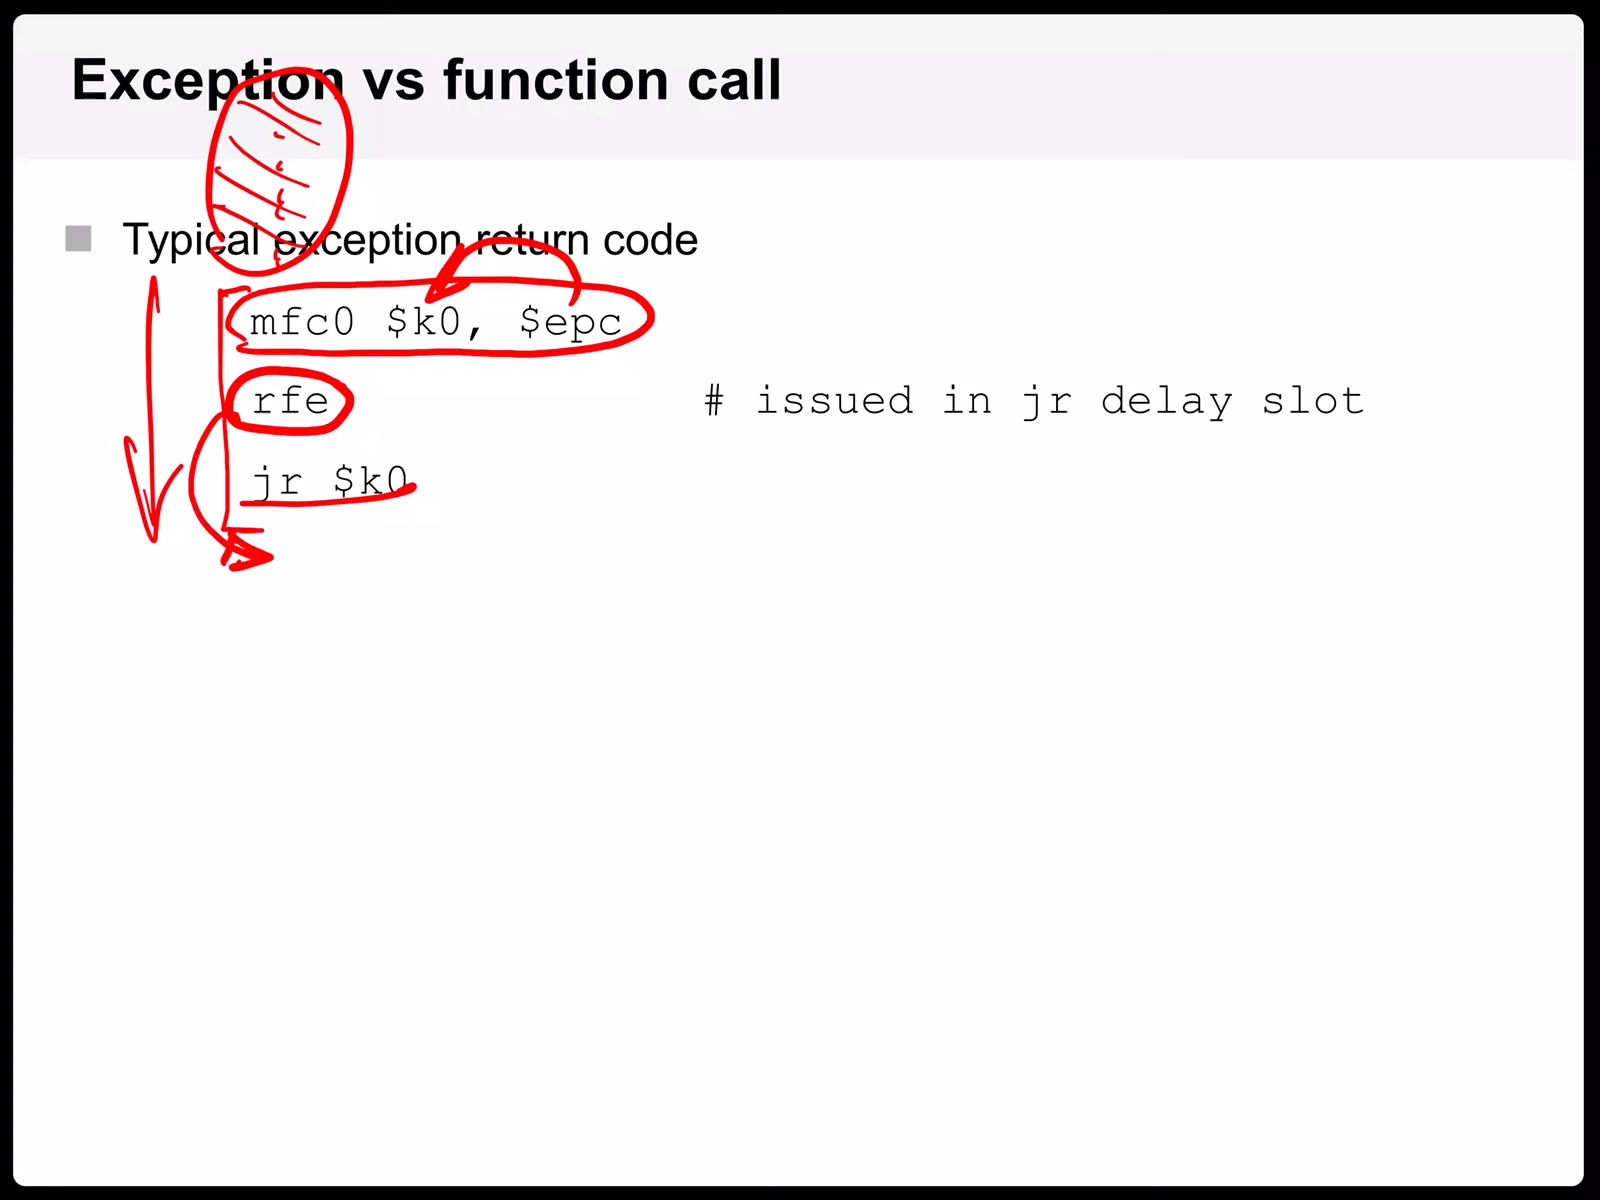 Exception vs function call
Typical exception return code
mfc0 $k0, $epc
rfe # issued in jr delay slot
jr $k0